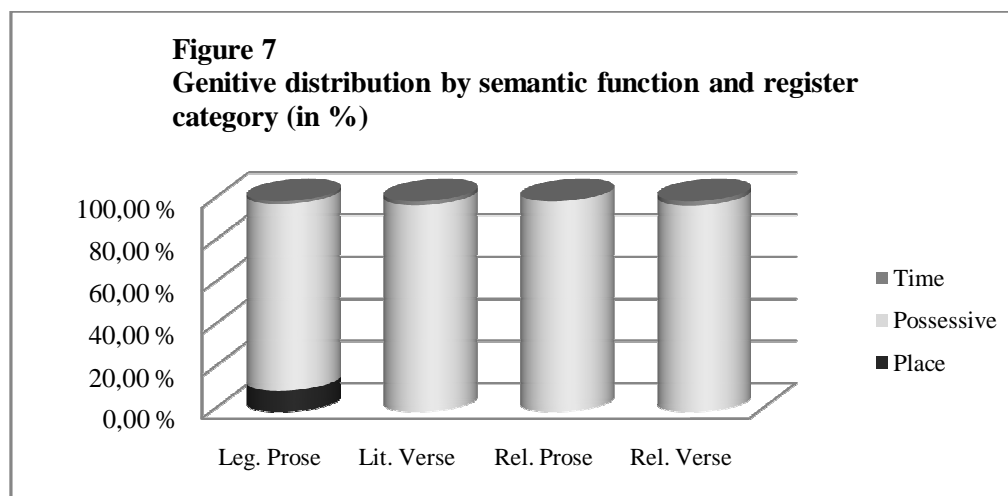 Figure 7
Genitive distribution by semantic function and register
category (in %)
100,00 %
80,00 %
60,00 %
40,00 %
20,00 %
0,00 %
Leg. Prose Lit. Verse Rel. Prose Rel. Verse
Time
Possessive
Place